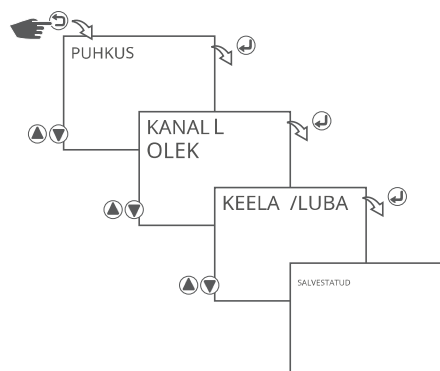 PUHKUS
KANAL L
OLEK
KEELA /LUBA
SALVESTATUD